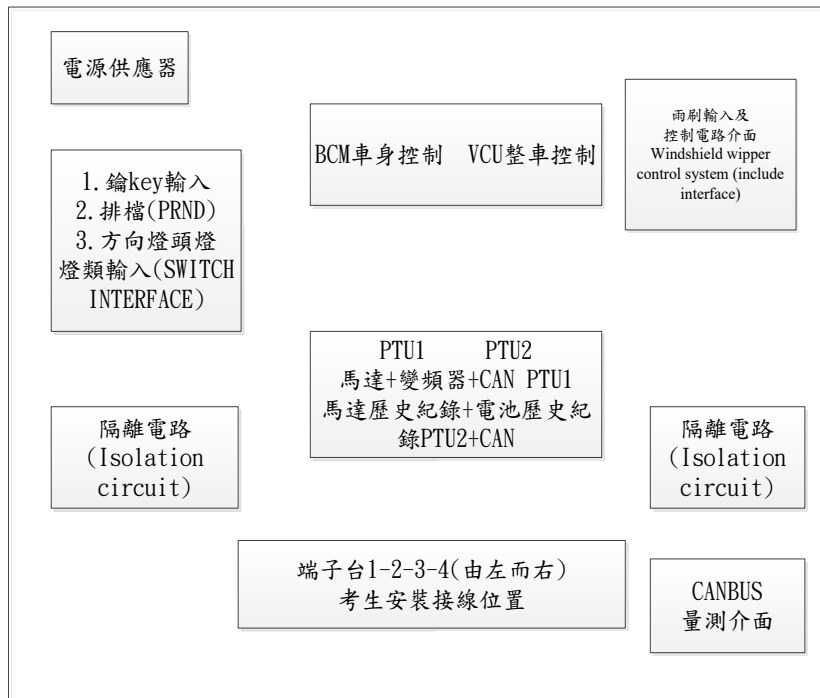 電源供應器
BCM車身控制 VCU整車控制
雨刷輸入及
控制電路介面
Windshield wipper
control system (include
interface)
1.鑰key輸入
2.排檔(PRND)
3.方向燈頭燈
燈類輸入(SWITCH
INTERFACE)
PTU1 PTU2
馬達+變頻器+CAN PTU1
馬達歷史紀錄+電池歷史紀
錄PTU2+CAN
隔離電路
(Isolation
circuit)
隔離電路
(Isolation
circuit)
端子台1-2-3-4(由左而右)
考生安裝接線位置
CANBUS
量測介面